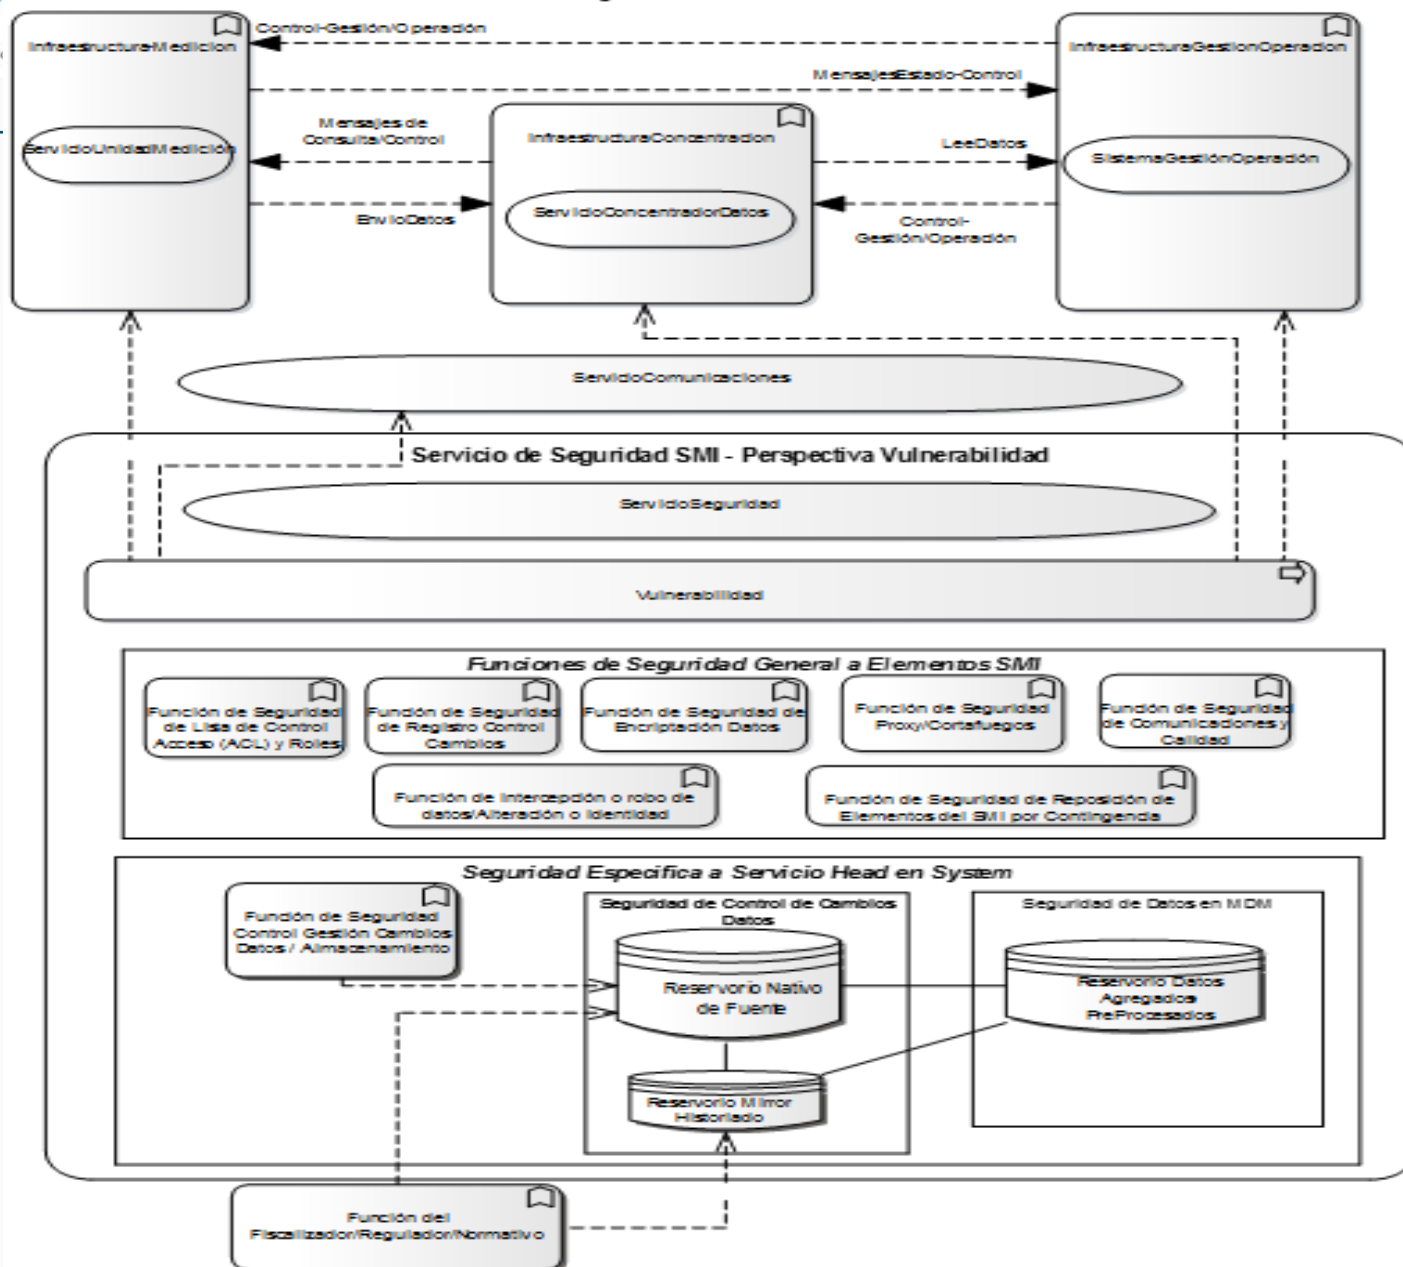 Control-Gestión/Operación
Infraestructura-Medicion
InfraestructuraGestionOperacion
MensajesEstado-Control
Mensajes de
Consulta/Control
InfraestructuraConcentracion
LeeDatos
ServicioUnidadMedición
SistemaGestiónOperación
EnvioDatos
ServicioConcentradorDatos
Control-
Gestión/Operación
ServicioComunicaciones
Servicio de Seguridad SMI - Perspectiva Vulnerabilidad
ServicioSeguridad
Vulnerabilidad
Funciones de Seguridad General a Elementos SMI
Función de Seguridad
de Lisa de Control
Acceso (ACL) y Roles
Función de Seguridad
de Registro Control
Cambios
Función de Seguridad de
Encriptación Datos
Función de Seguridad
Proxy/Cortafuegos
Función de Seguridad
de Comunicaciones y
Calidad
Función de Intercepción o robo de
datos/Alteración o Identidad
Función de Seguridad de Reposición de
Elementos del SMI por Contingencia
Seguridad Especifica a Servicio Head en System
Función de Seguridad
Control Gestión Cambios
Datos / Almacenamiento
Seguridad de Control de Cambios
Datos
Seguridad de Datos en MDM
Reservorio Nativo
de Fuente
Reservorio Datos
Agregados
PreProcesados
Reservorio Mirror
Historiado
Función del
Fiscalizador/Regulador/Normativo